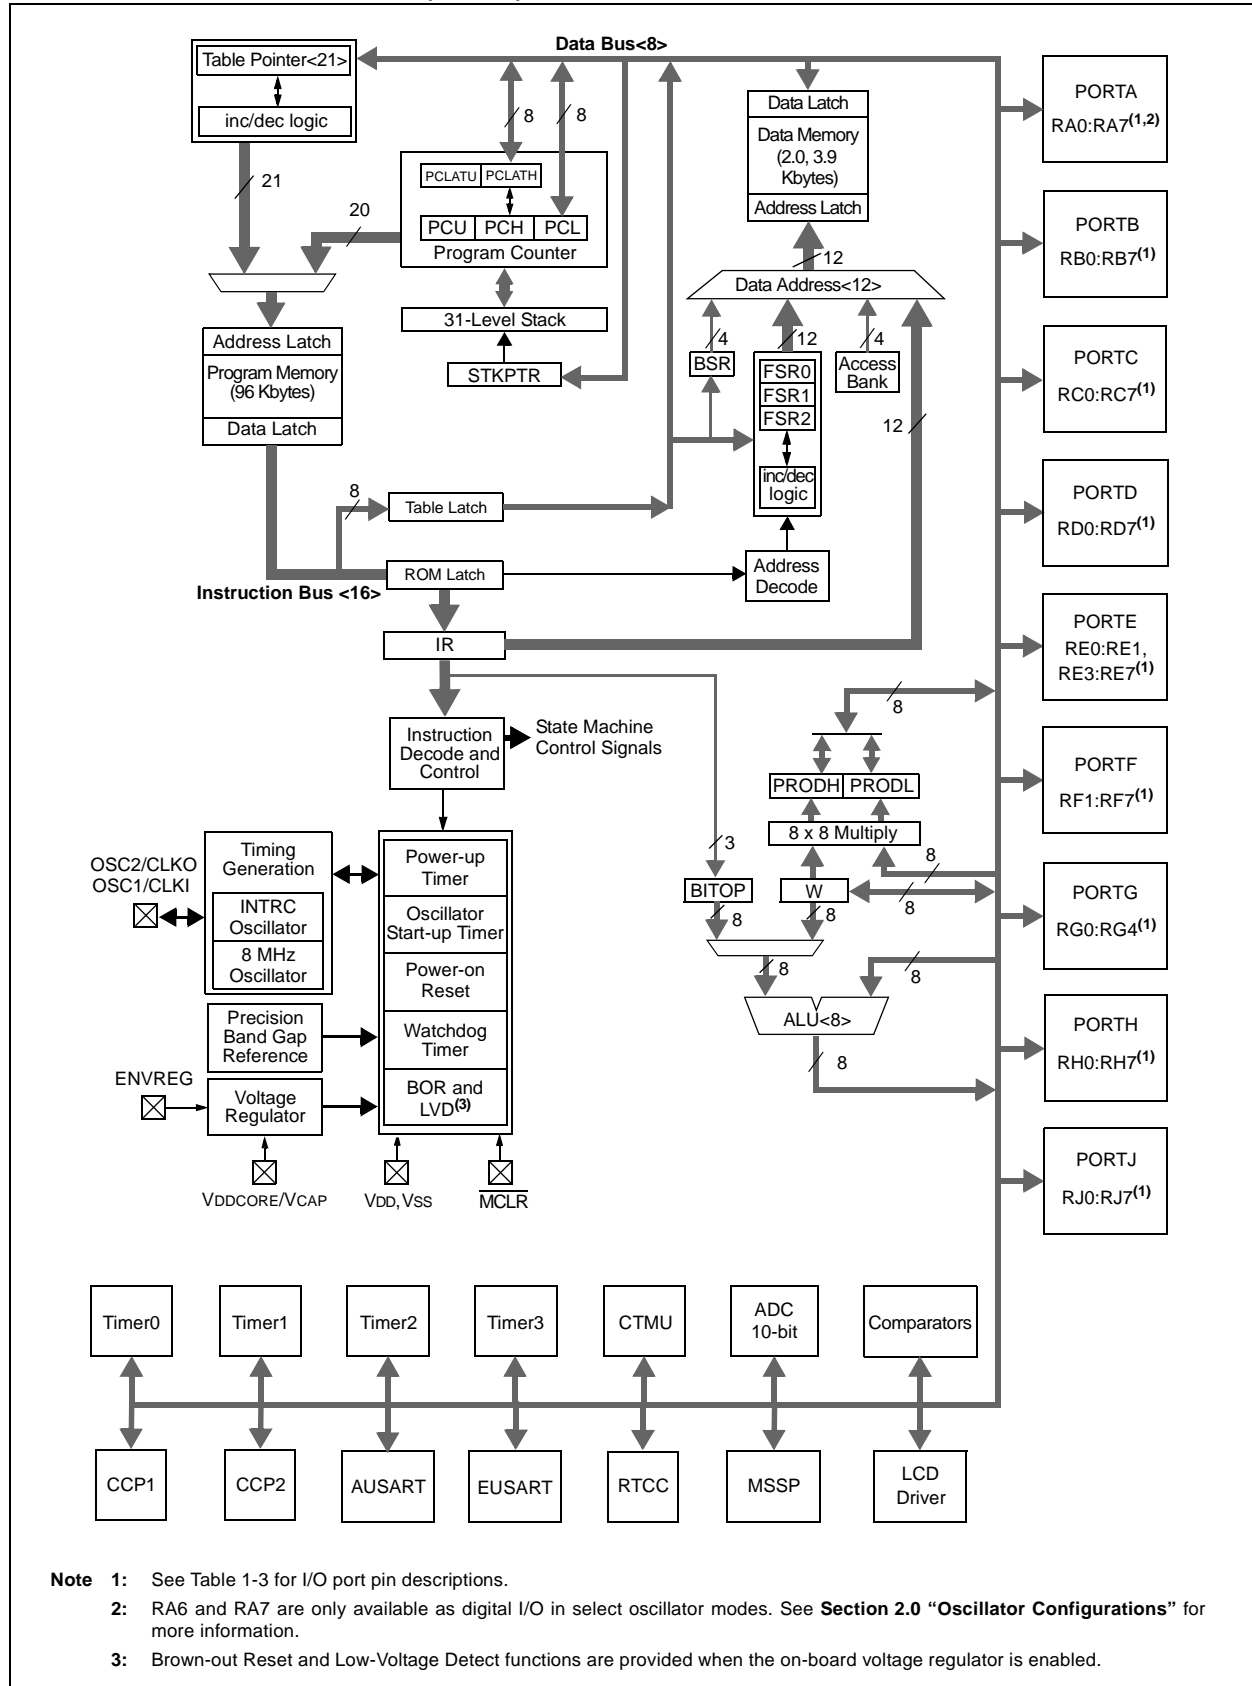 Data Bus<8>
Table Pointer<21>
inc/dec logic
21
8
8
PCLATU PCLATH
PCU PCH PCL
Program Counter
20
31-Level Stack
STKPTR
Address Latch
Program Memory
(96 Kbytes)
Data Latch
8
Table Latch
ROM Latch
Instruction Bus <16>
IR
Data Latch
Data Memory
(2.0, 3.9
Kbytes)
Address Latch
12
Data Address<12>
4
12
4
BSR
FSR0
FSR1
FSR2
inc/dec
logic
Access
Bank
12
Address
Decode
Instruction
Decode and
Control
State Machine
Control Signals
8
PRODH PRODL
8 x 8 Multiply
3
8
BITOP
W
8
8
8
8
8
ALU<8>
8
OSC2/CLKO
OSC1/CLKI
Timing
Generation
INTRC
Oscillator
8 MHz
Oscillator
Precision
Band Gap
Reference
ENVREG
Voltage
Regulator
Power-up
Timer
Oscillator
Start-up Timer
Power-on
Reset
Watchdog
Timer
BOR and
LVD(3)
VDDCORE/VCAP
VDD,VSS
MCLR
PORTA
RA0:RA7(1,2)
PORTB
RB0:RB7(1)
PORTC
RC0:RC7(1)
PORTD
RD0:RD7(1)
PORTE
RE0:RE1,
RE3:RE7(1)
PORTF
RF1:RF7(1)
PORTG
RG0:RG4(1)
PORTH
RH0:RH7(1)
PORTJ
RJ0:RJ7(1)
Timer0
Timer1
Timer2
Timer3
CTMU
ADC
10-bit
Comparators
CCP1
CCP2
AUSART
EUSART
RTCC
MSSP
LCD
Driver
Note 1: See Table 1-3 for I/O port pin descriptions.
2: RA6 and RA7 are only available as digital I/O in select oscillator modes. See Section 2.0 “Oscillator Configurations” for
more information.
3: Brown-out Reset and Low-Voltage Detect functions are provided when the on-board voltage regulator is enabled.